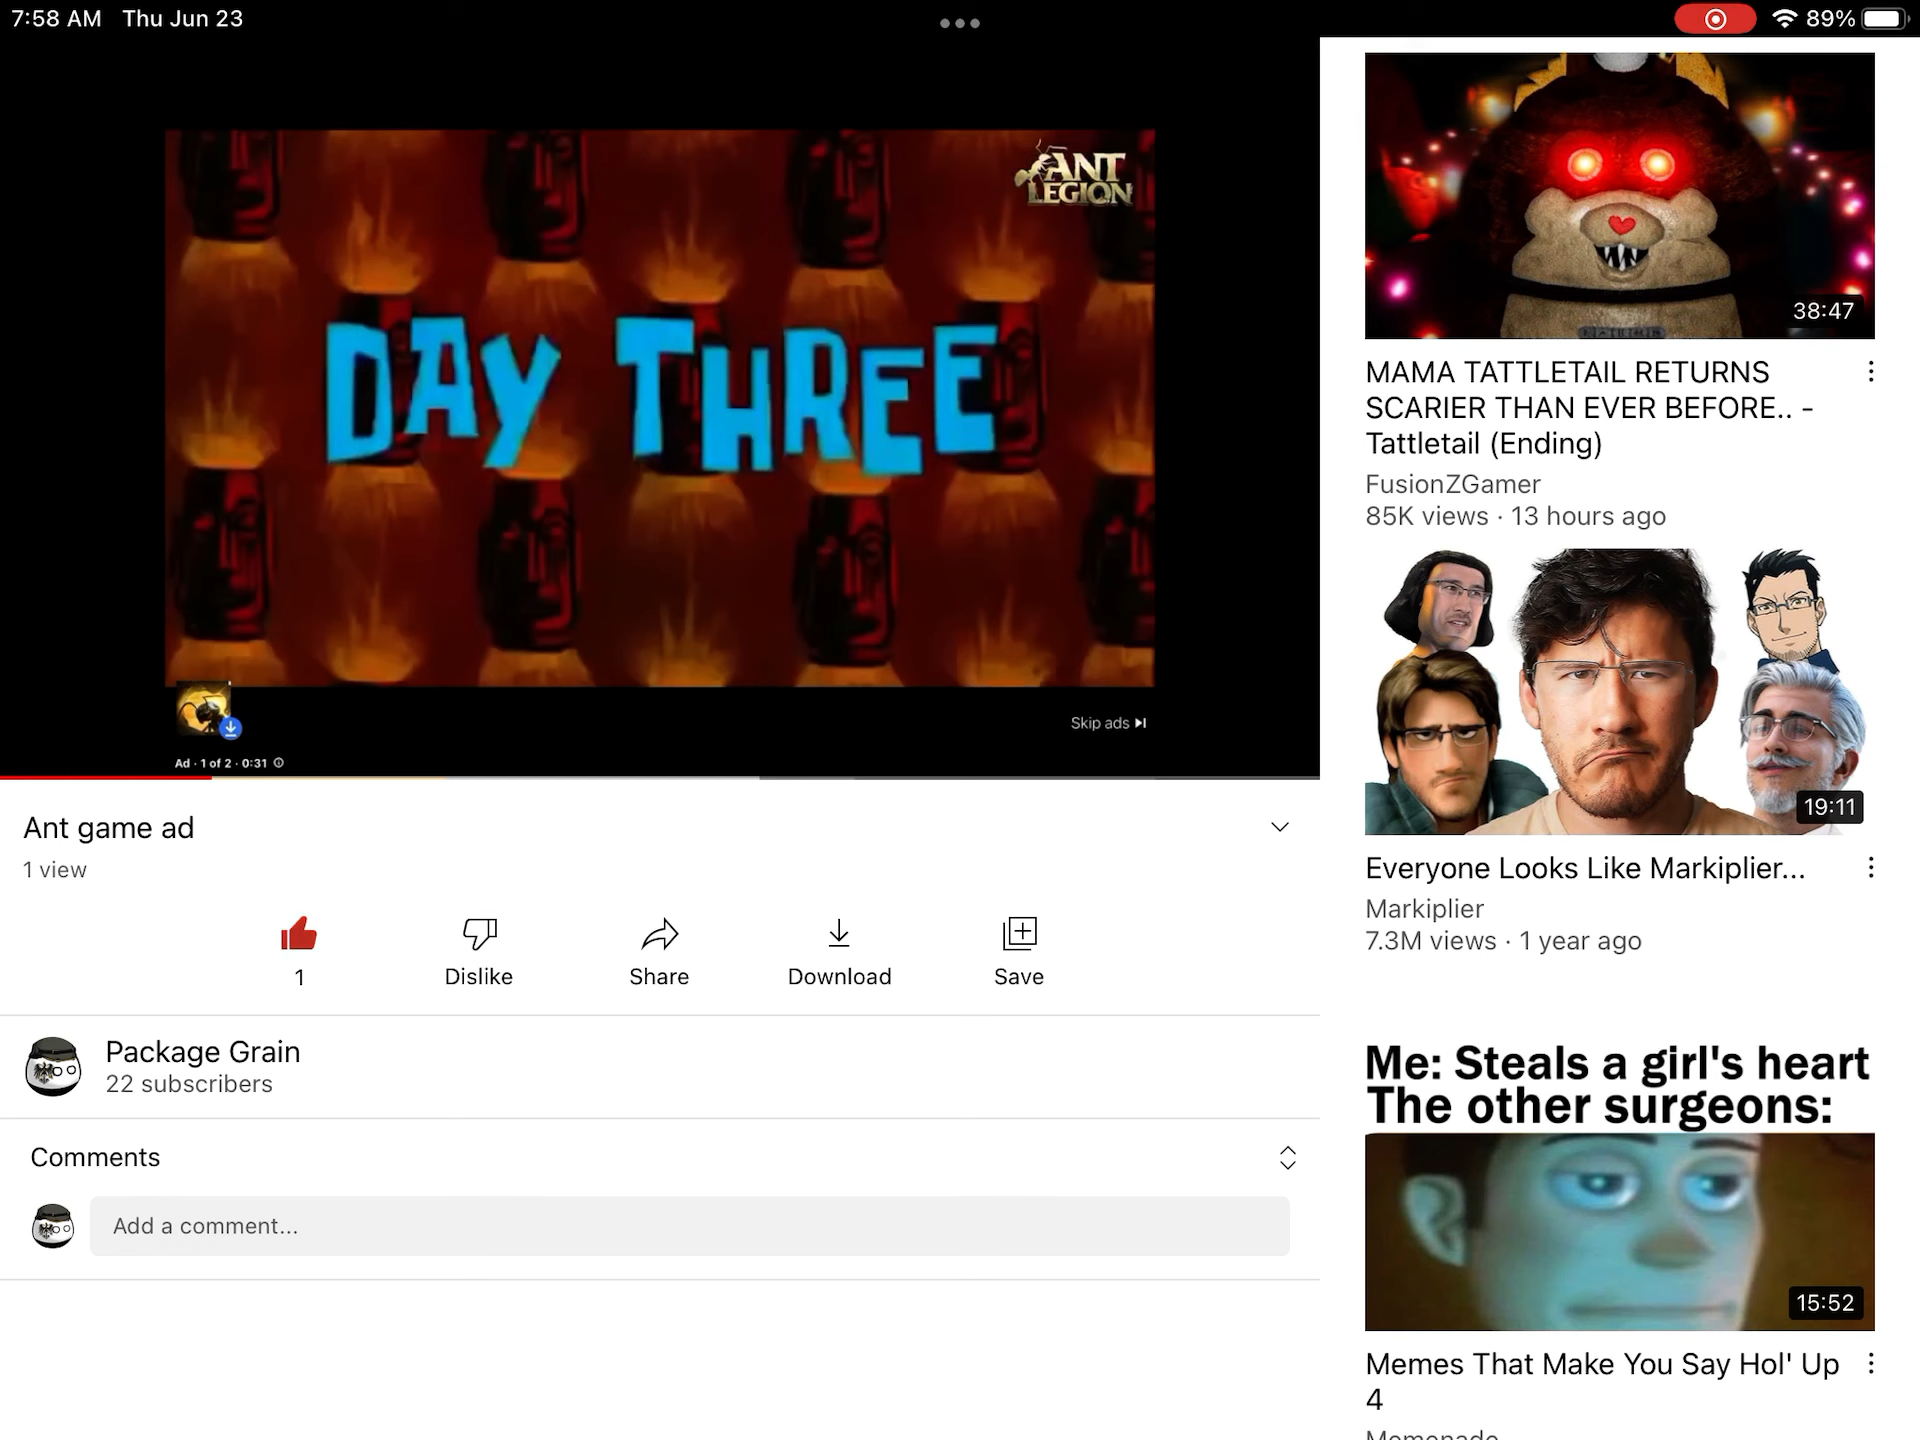 7:58 AM Thu Jun 23
89%
ANT
LEGION
DAY THREE
Skip ads
Ad · 1 of 2 · 0:31
Ant game ad
1 view
1
Dislike
Share
Download
Save
Package Grain
22 subscribers
Comments
Add a comment...
38:47
MAMA TATTLETAIL RETURNS
SCARIER THAN EVER BEFORE.. -
Tattletail (Ending)
FusionZGamer
85K views · 13 hours ago
19:11
Everyone Looks Like Markiplier...
Markiplier
7.3M views · 1 year ago
Me: Steals a girl's heart
The other surgeons:
15:52
Memes That Make You Say Hol' Up
4